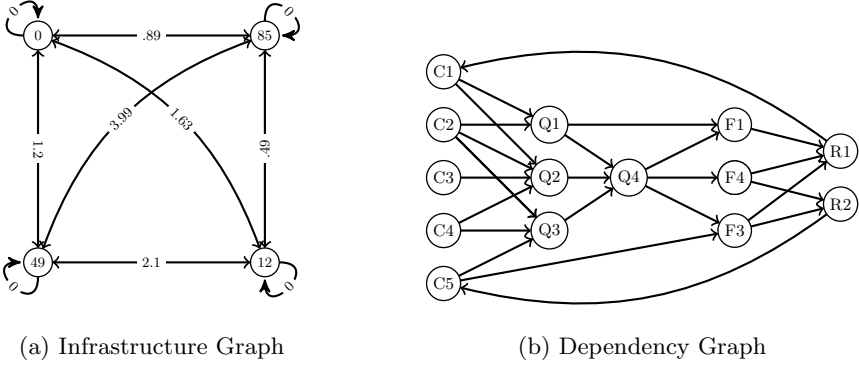 0
0
0
.89
85
C1
C2
Q1
F1
3.99
1.63
R1
1.2
.49
C3
Q2
Q4
F4
R2
C4
Q3
F3
49
2.1
12
C5
0
0
(a) Infrastructure Graph
(b) Dependency Graph